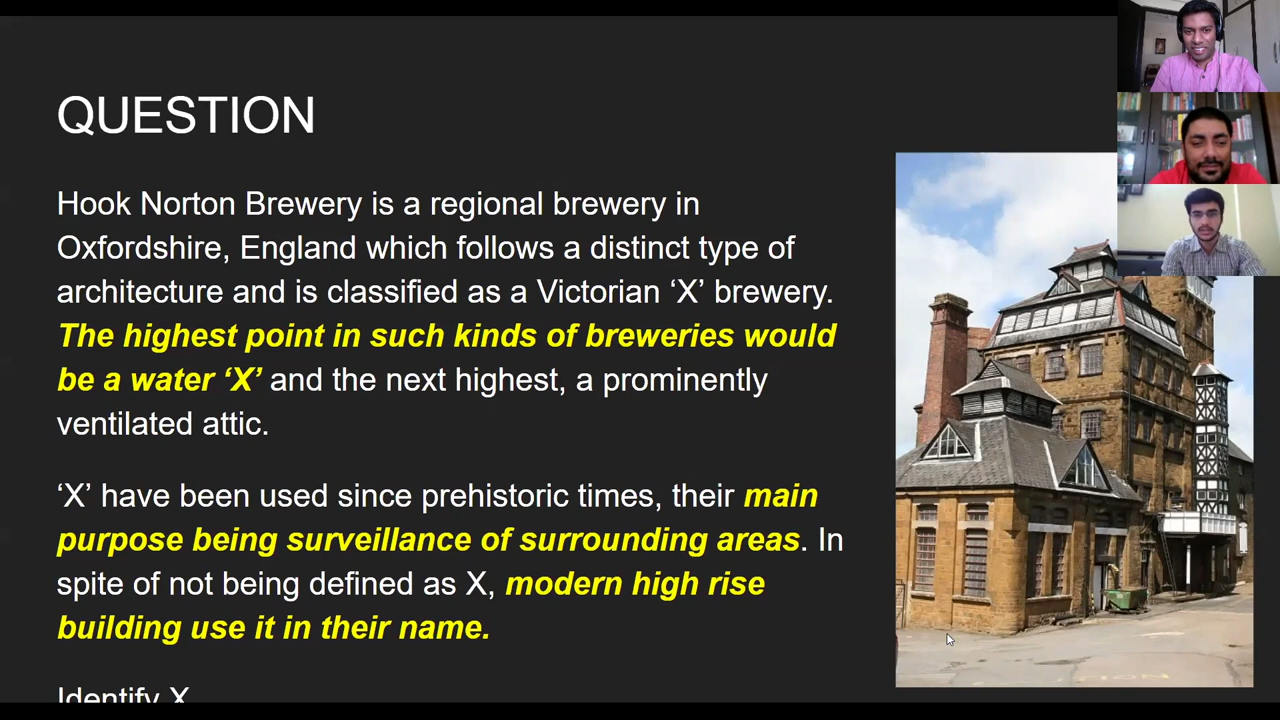 QUESTION
Hook Norton Brewery is a regional brewery in
Oxfordshire, England which follows a distinct type of
architecture and is classified as a Victorian ‘X’ brewery.
The highest point in such kinds of breweries would
be a water ‘X’ and the next highest, a prominently
ventilated attic.
‘X’ have been used since prehistoric times, their main
purpose being surveillance of surrounding areas. In
spite of not being defined as X, modern high rise
building use it in their name.
Identify X